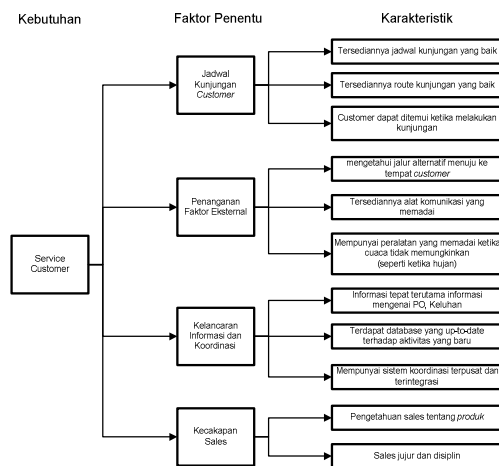 Kebutuhan
Faktor Penentu
Karakteristik
Service
Customer
Jadwal
Kunjungan
Customer
Tersediannya jadwal kunjungan yang baik
Tersediannya route kunjungan yang baik
Customer dapat ditemui ketika melakukan
kunjungan
Penanganan
Faktor Eksternal
mengetahui jalur alternatif menuju ke
tempat customer
Tersediannya alat komunikasi yang
memadai
Mempunyai peralatan yang memadai ketika
cuaca tidak memungkinkan
(seperti ketika hujan)
Kelancaran
Informasi dan
Koordinasi
Informasi tepat terutama informasi
mengenai PO, Keluhan
Terdapat database yang up-to-date
terhadap aktivitas yang baru
Mempunyai sistem koordinasi terpusat dan
terintegrasi
Kecakapan
Sales
Pengetahuan sales tentang produk
Sales jujur dan disiplin